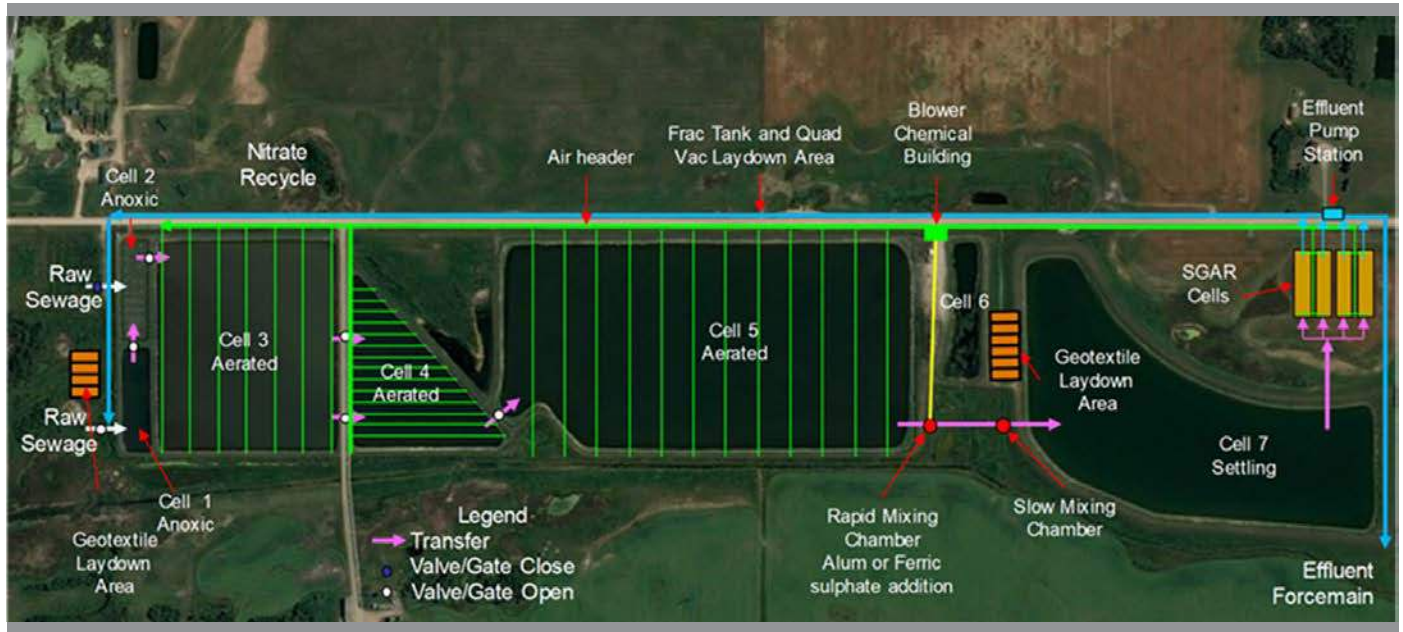 Cell 2
Anoxic
Nitrate
Recycle
Air header
Frac Tank and Quad
Vac Laydown Area
Blower
Chemical
Building
Effluent
Pump
Station
Raw
Sewage
Cell 3
Aerated
Cell 4
Aerated
Cell 5
Aerated
Cell 6
Geotextile
Laydown
Area
SGAR
Cells
Raw
Sewage
Cell 7
Settling
Cell 1
Anoxic
Geotextile
Laydown
Area
Legend
Transfer
Valve/Gate Close
Valve/Gate Open
Rapid Mixing
Chamber
Alum or Ferric
sulphate addition
Slow Mixing
Chamber
Effluent
Forcemain